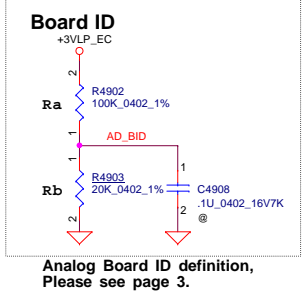 Board ID
+3VLP_EC
2
Ra
R4902
100K_0402_1%
1
AD_BID
1
1
Rb
R4903
20K_0402_1%
C4908
.1U_0402_16V7K
2
2
@
Analog Board ID definition,
Please see page 3.